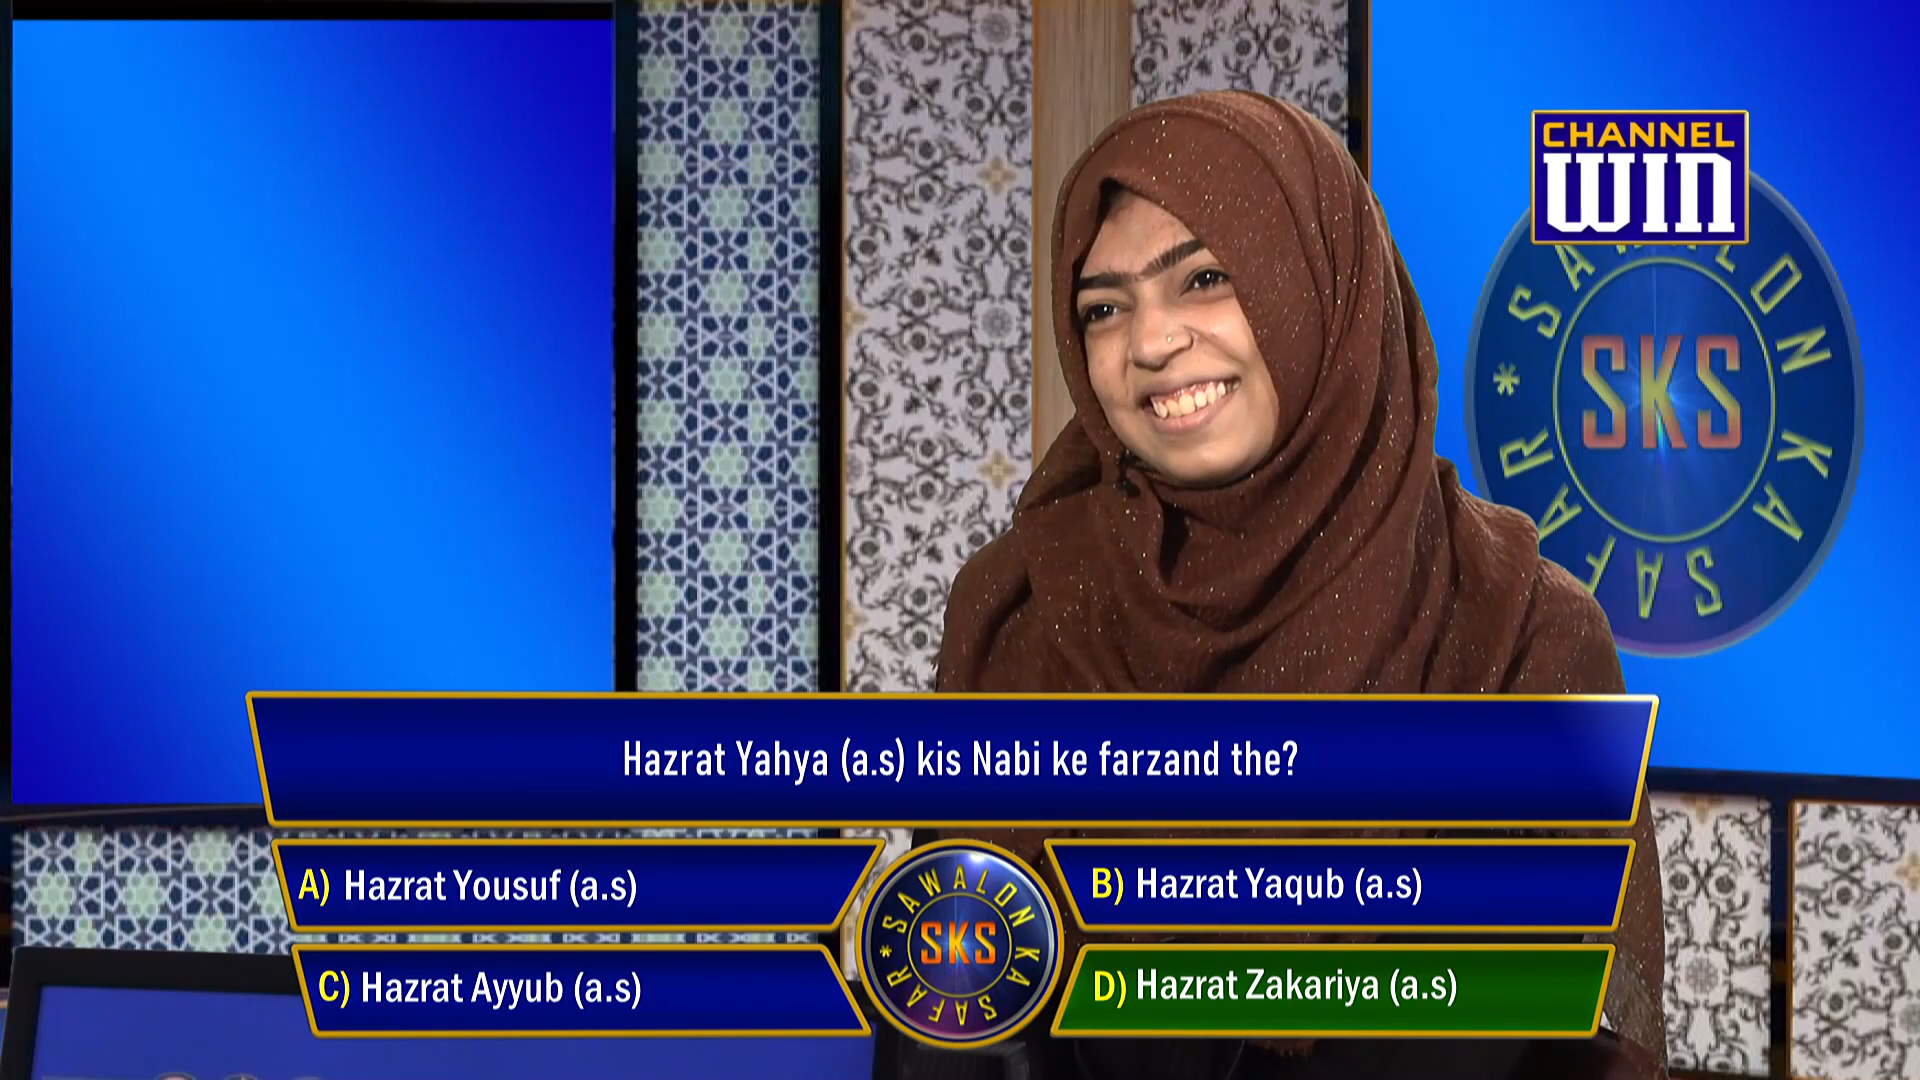 CHANNEL
WIN
* SAWALON KA SAFAR
SKS
Hazrat Yahya (a.s) kis Nabi ke farzand the?
A) Hazrat Yousuf (a.s)
B) Hazrat Yaqub (a.s)
C) Hazrat Ayyub (a.s)
D) Hazrat Zakariya (a.s)
* SAWALON KA SAFAR
SKS